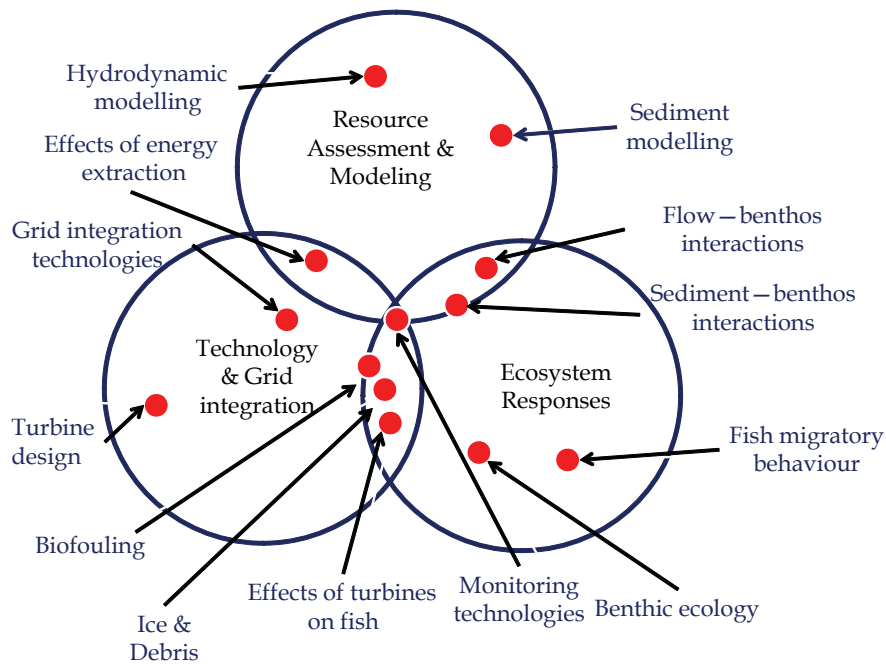 Hydrodynamic
modelling
Resource
Assessment &
Modeling
Sediment
modelling
Effects of energy
extraction
Grid integration
technologies
Flow—benthos
interactions
Sediment—benthos
interactions
Technology
& Grid
integration
Ecosystem
Responses
Turbine
design
Fish migratory
behaviour
Biofouling
Ice &
Debris
Effects of turbines
on fish
Monitoring
technologies
Benthic ecology